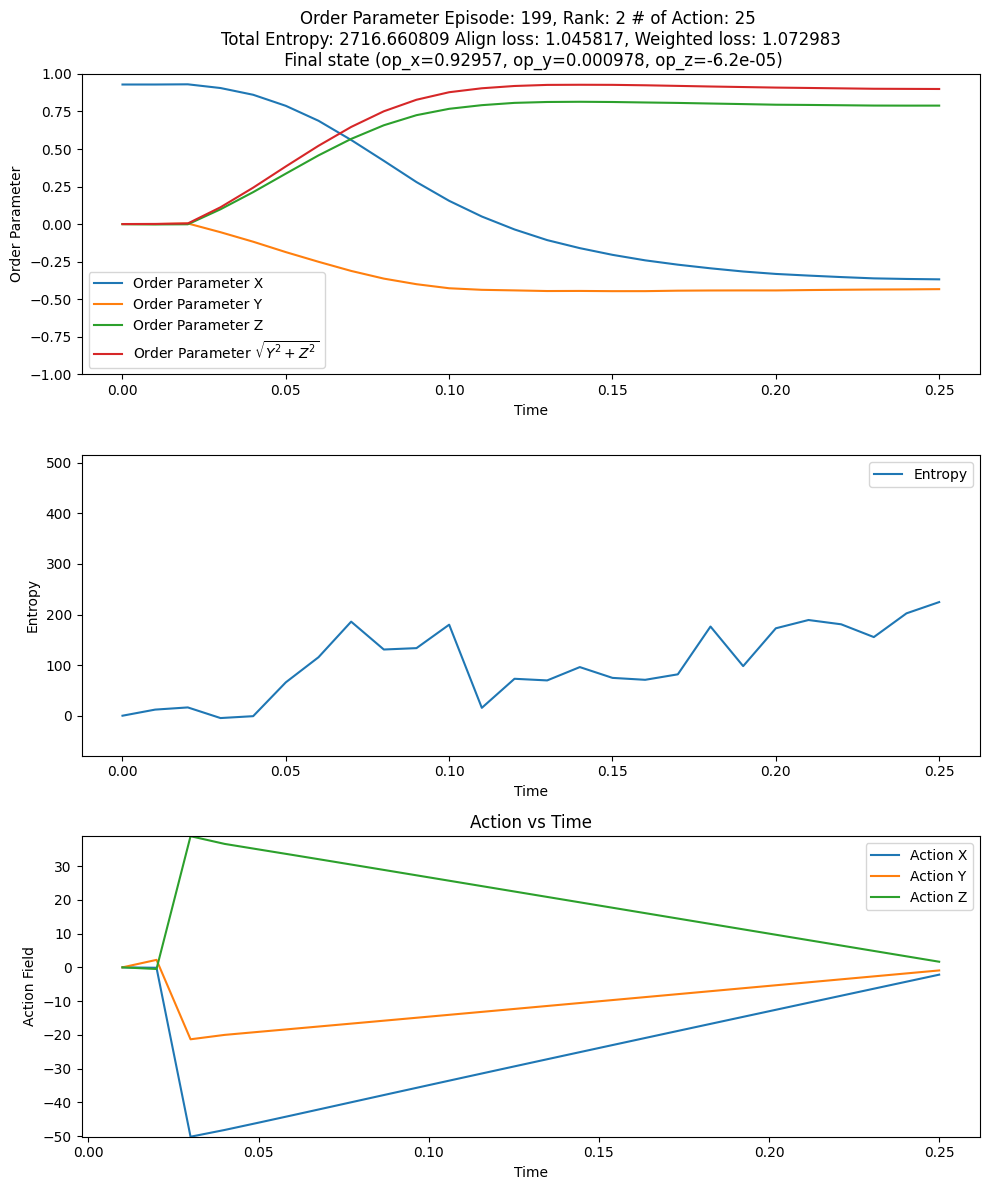 Order Parameter Episode: 199, Rank: 2 # of Action: 25
Total Entropy: 2716.660809 Align loss: 1.045817, Weighted loss: 1.072983
Final state (op_x=0.92957, op_y=0.000978, op_z=-6.2e-05)
1.00
0.75
0.50
0.25
0.00
−0.25
−0.50
−0.75
−1.00
Order Parameter
Order Parameter X
Order Parameter Y
Order Parameter Z
Order Parameter √Y² + Z²
0.00 0.05 0.10 0.15 0.20 0.25
Time
500
400
300
200
100
0
Entropy
Entropy
0.00 0.05 0.10 0.15 0.20 0.25
Time
Action vs Time
30
20
10
0
−10
−20
−30
−40
−50
Action Field
Action X
Action Y
Action Z
0.00 0.05 0.10 0.15 0.20 0.25
Time